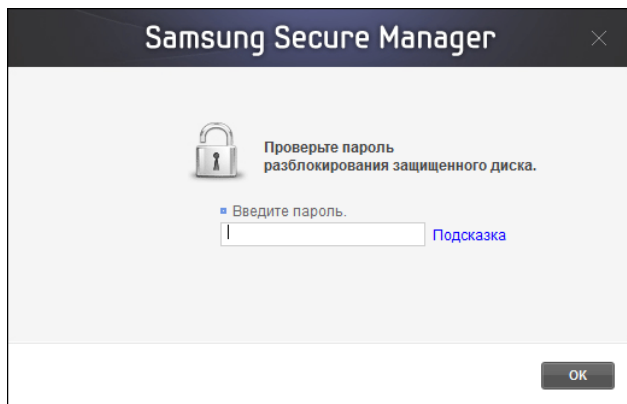 Samsung Secure Manager
Проверьте пароль
разблокирования защищенного диска.
Введите пароль.
Подсказка
OK